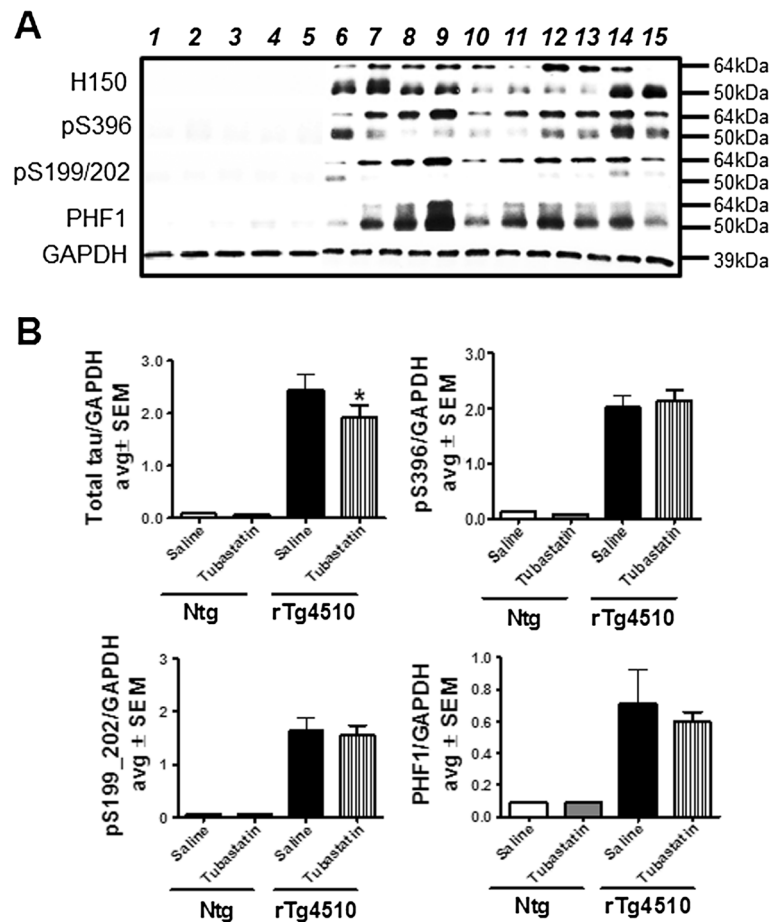 A
1 2 3 4 5 6 7 8 9 10 11 12 13 14 15
H150
64kDa
50kDa
pS396
64kDa
50kDa
pS199/202
64kDa
50kDa
PHF1
64kDa
50kDa
GAPDH
39kDa
B
Total tau/GAPDH
avg± SEM
3.0
2.0
1.0
0.0
*
Saline
Tubastatin
Saline
Tubastatin
Ntg
rTg4510
pS396/GAPDH
avg ± SEM
3.0
2.0
1.0
0.0
Saline
Tubastatin
Saline
Tubastatin
Ntg
rTg4510
pS199_202/GAPDH
avg ± SEM
3
2
1
0
Saline
Tubastatin
Saline
Tubastatin
Ntg
rTg4510
PHF1/GAPDH
avg ± SEM
1.0
0.8
0.6
0.4
0.2
0.0
Saline
Tubastatin
Saline
Tubastatin
Ntg
rTg4510